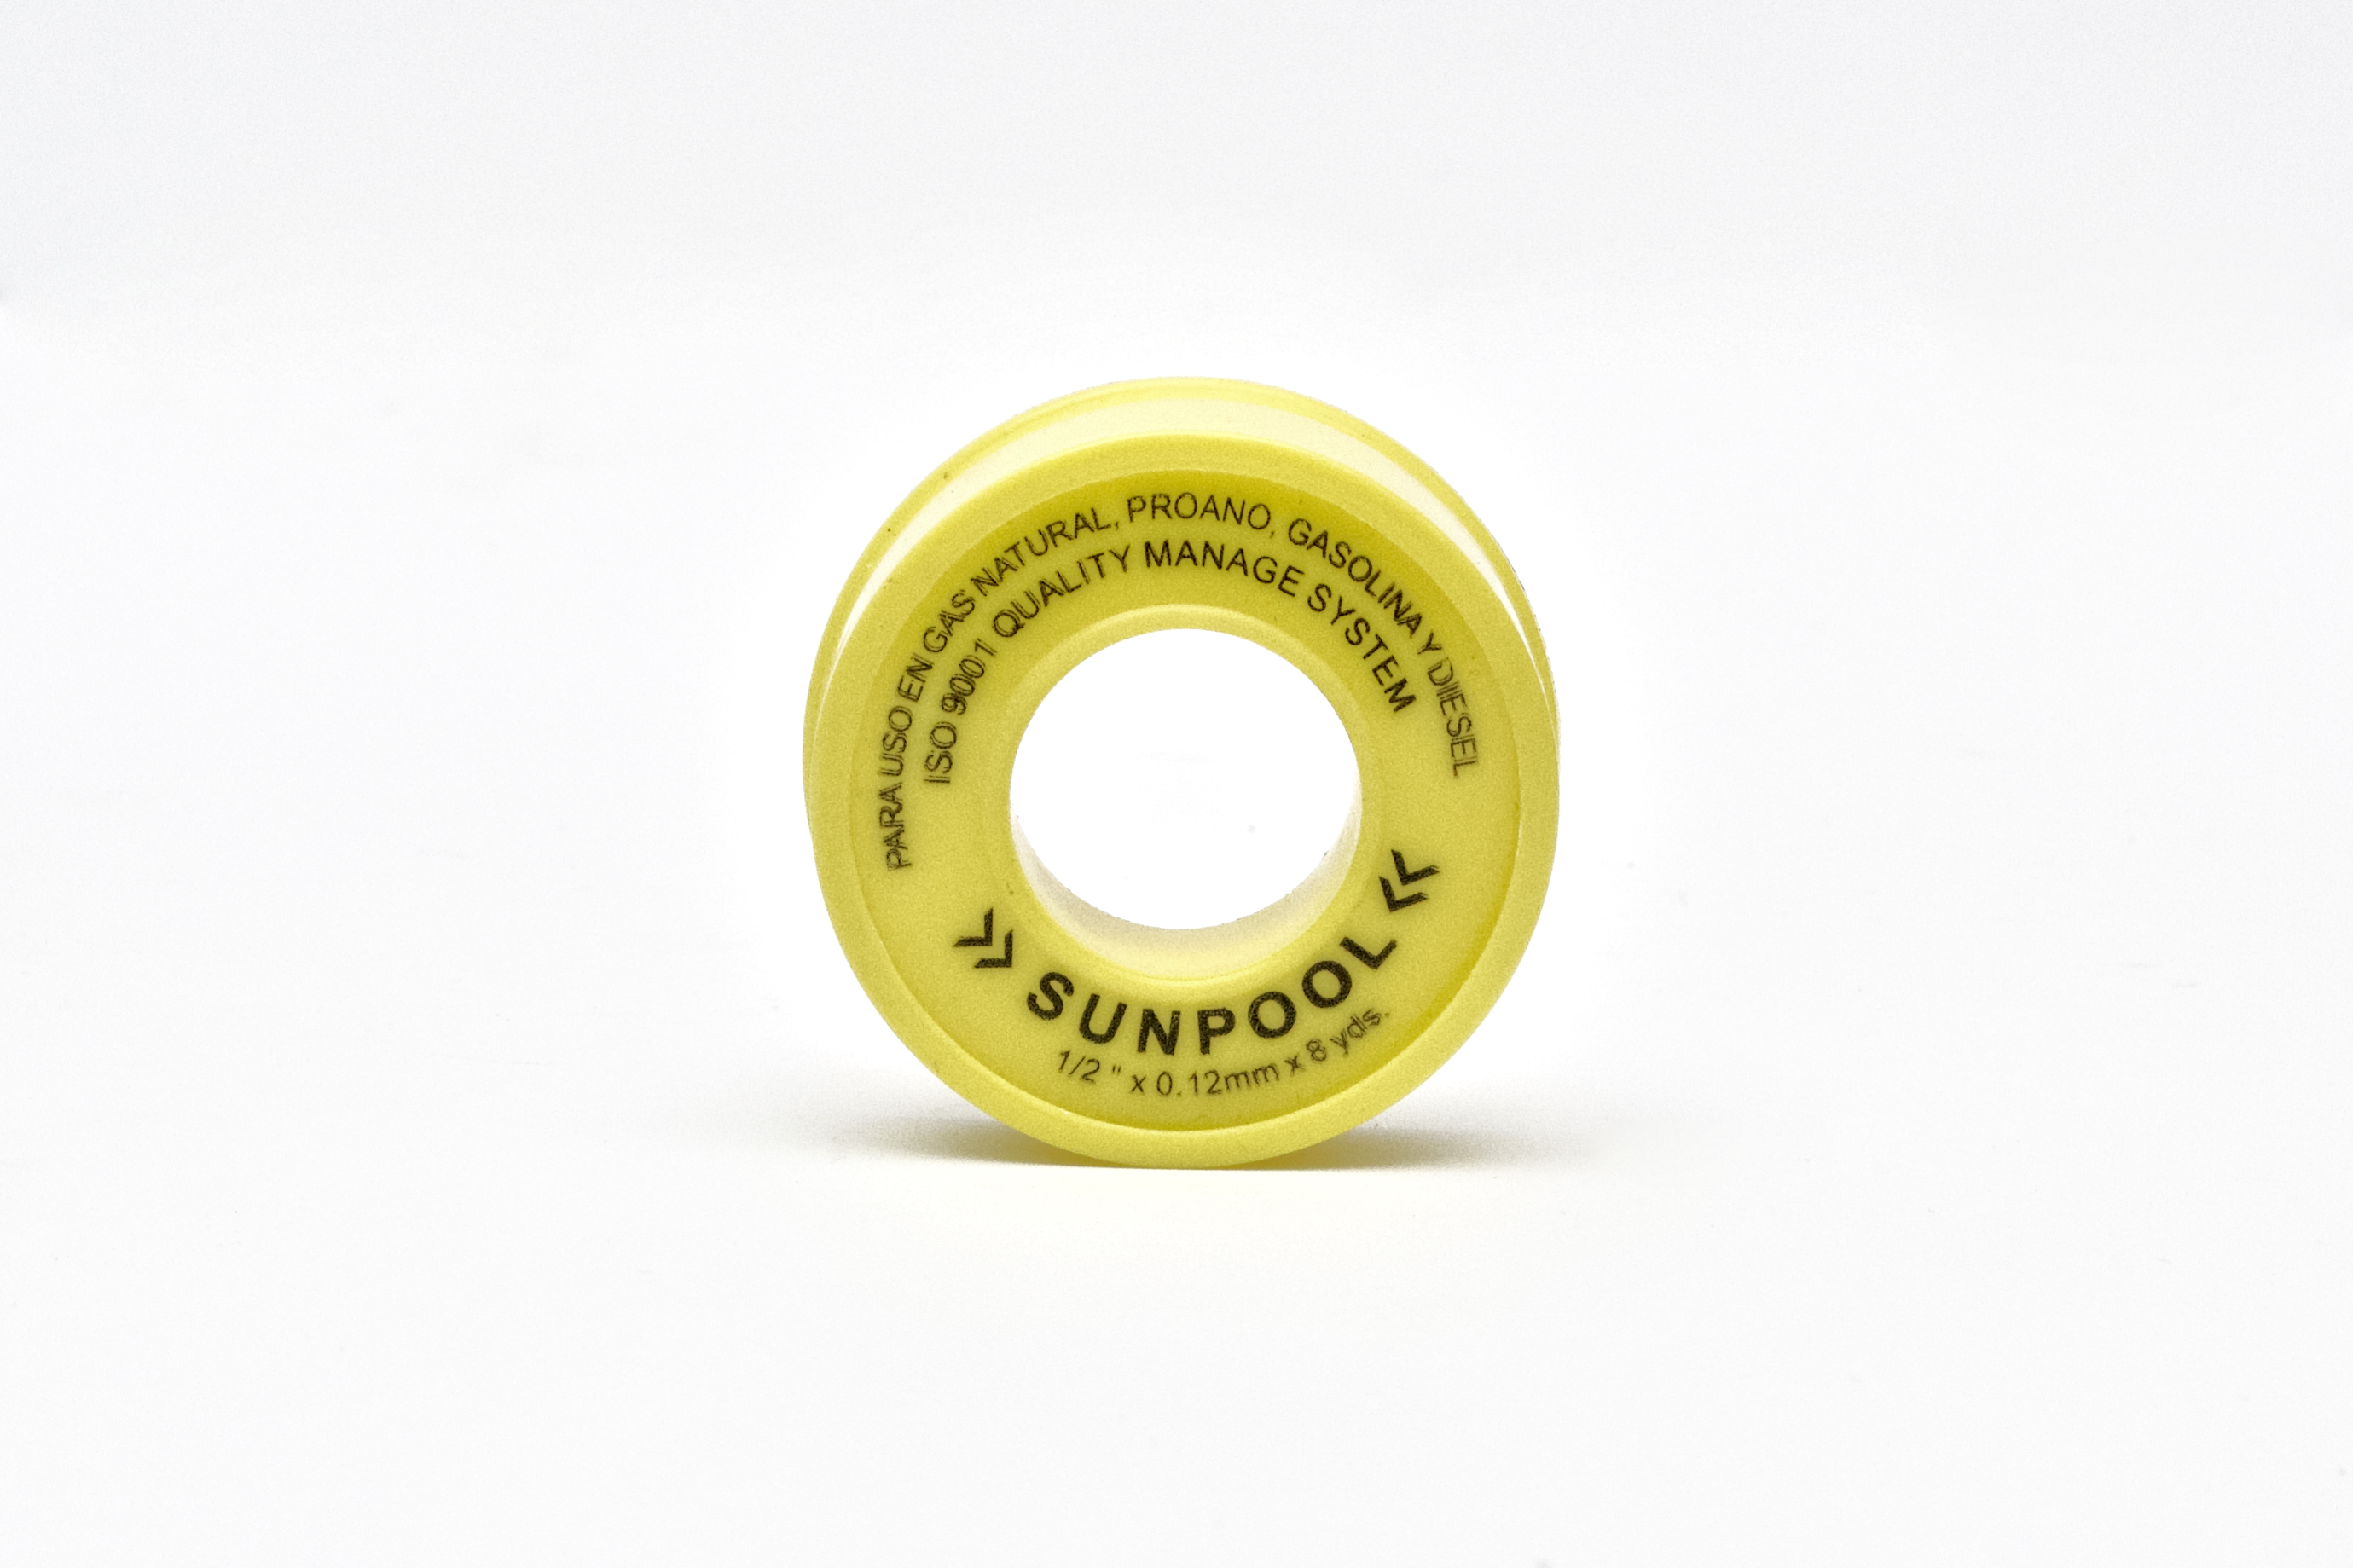 PARA USO EN GAS NATURAL, PROANO, GASOLINA Y DIESEL
ISO 9001 QUALITY MANAGE SYSTEM
>> SUNPOOL <<
1/2 " x 0.12mm x 8 yds.